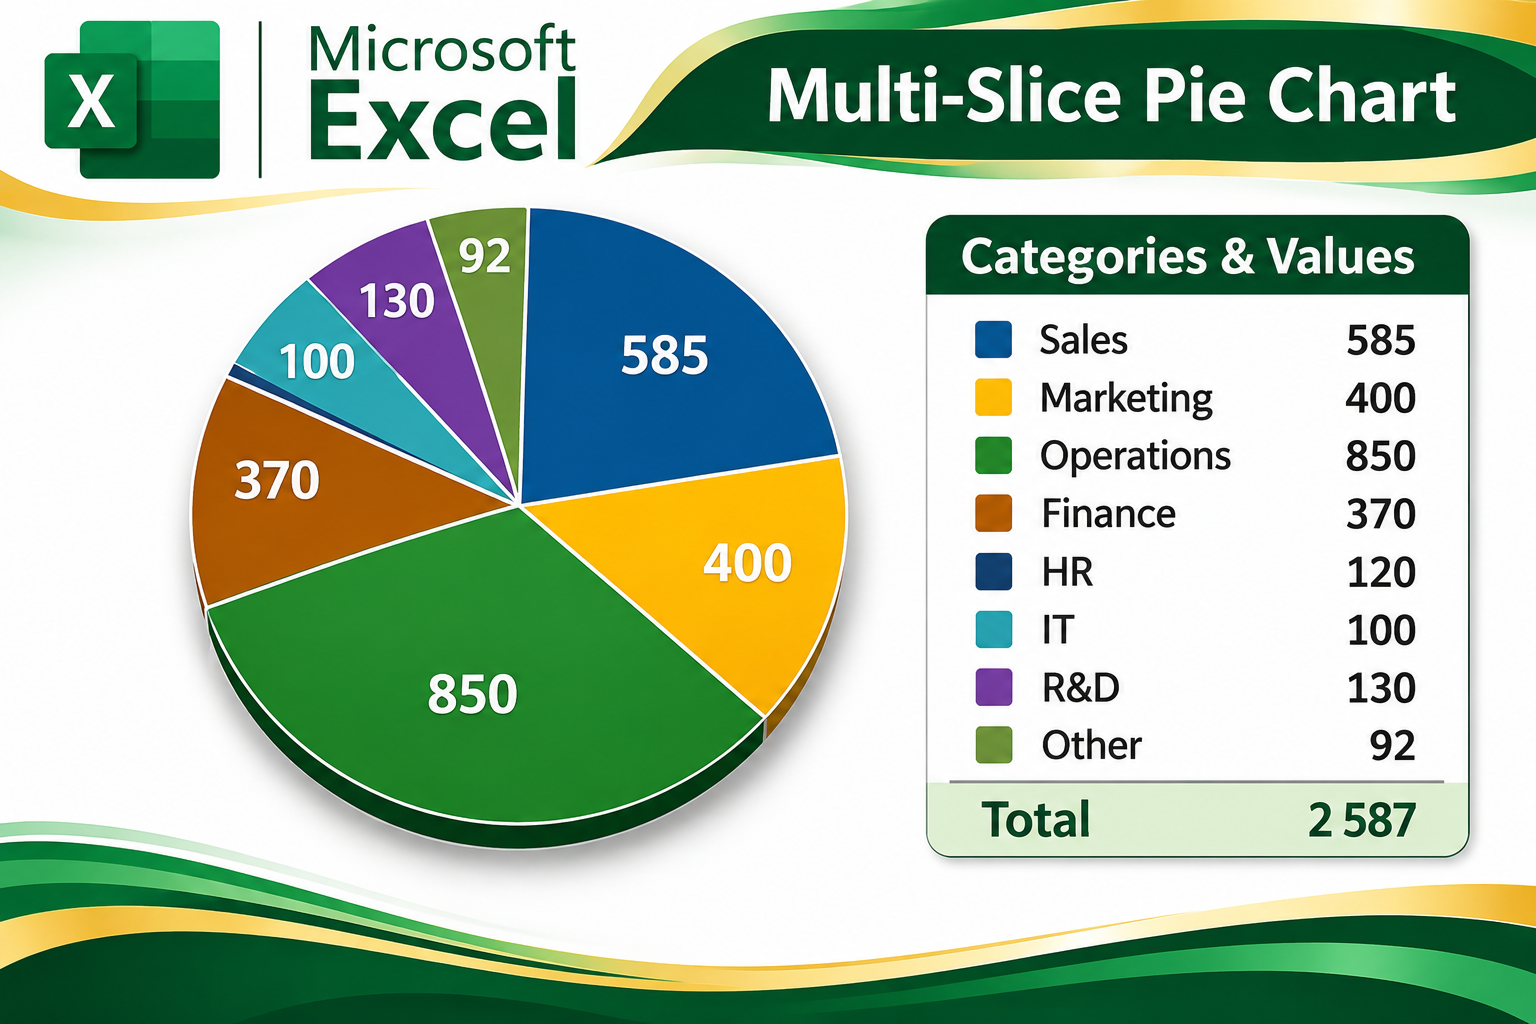 X
Microsoft
Excel
Multi-Slice Pie Chart
92
130
100
585
370
400
850
Categories & Values
Sales 585
Marketing 400
Operations 850
Finance 370
HR 120
IT 100
R&D 130
Other 92
Total 2 587